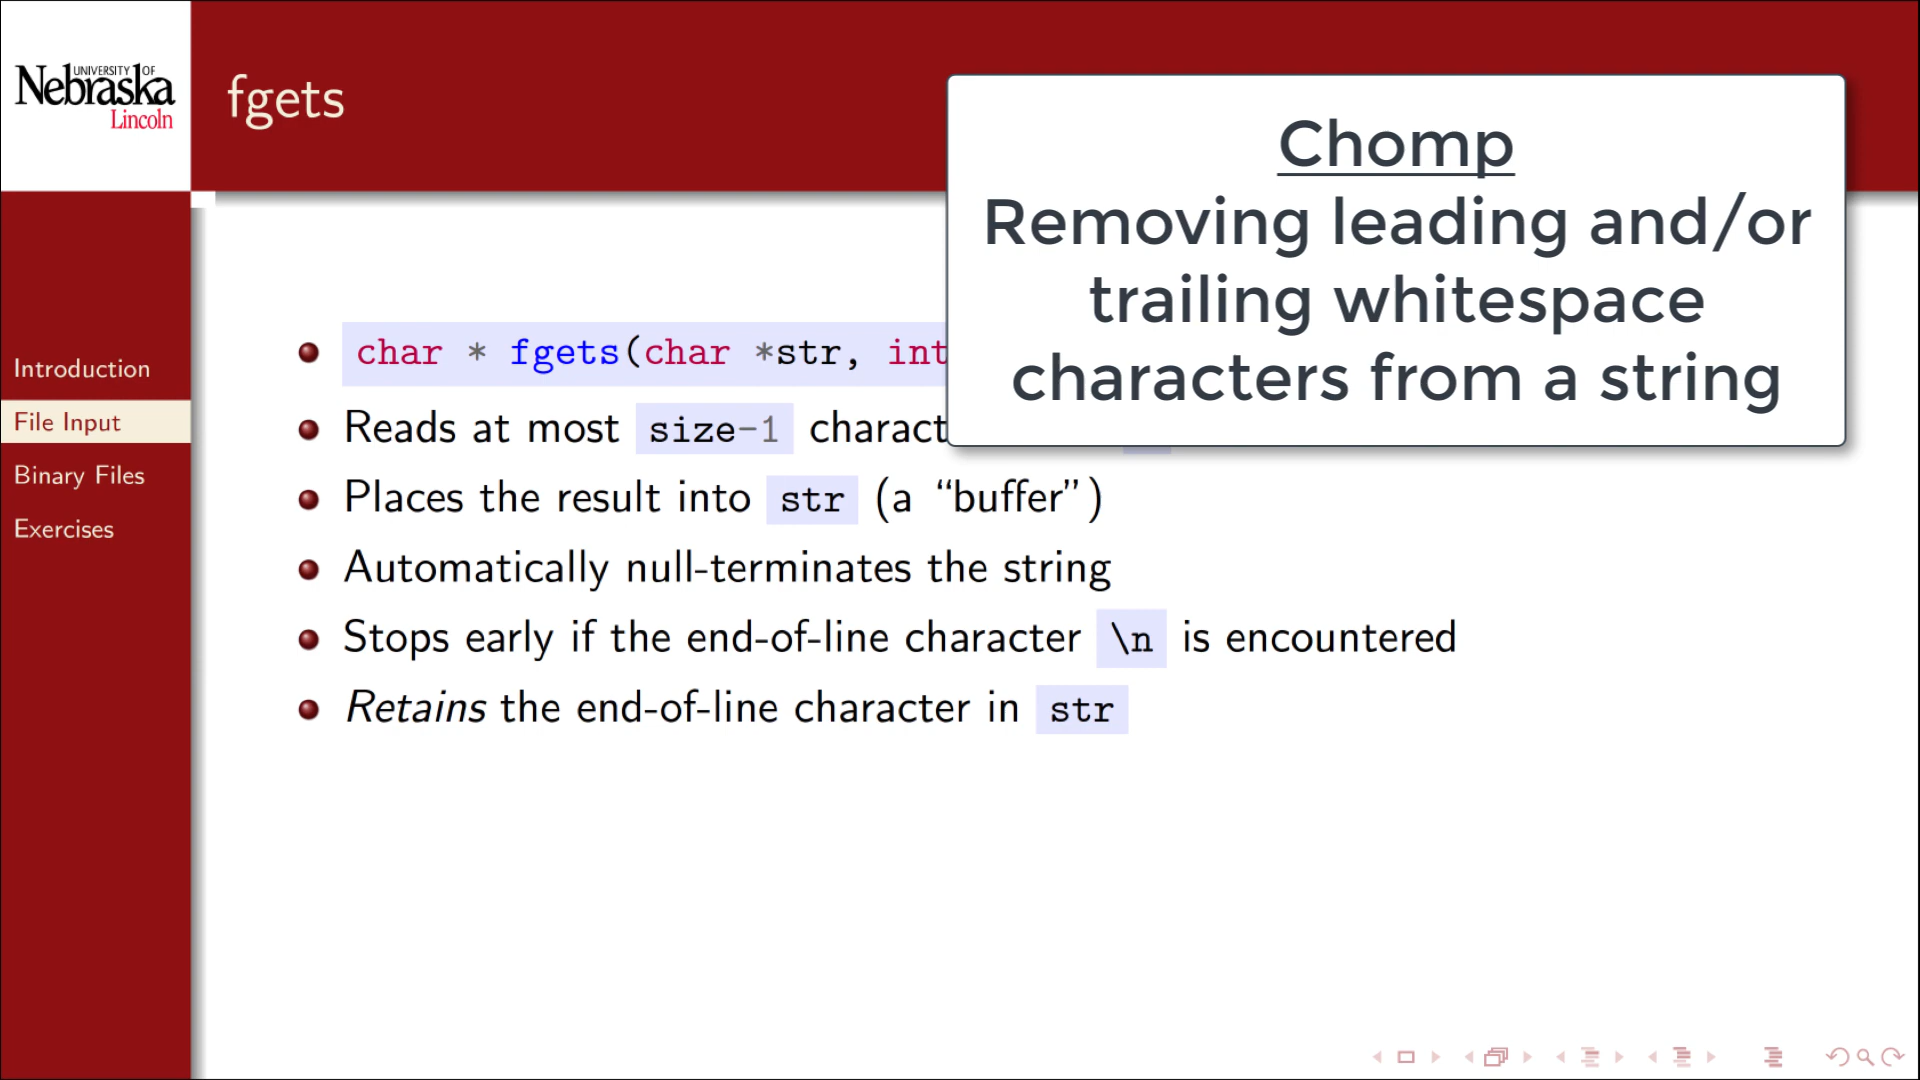 UNIVERSITY OF
Nebraska
Lincoln
fgets
Chomp
Removing leading and/or
trailing whitespace
characters from a string
Introduction
File Input
Binary Files
Exercises
char * fgets(char *str, int
Reads at most size-1
Places the result into str (a “buffer”)
Automatically null-terminates the string
Stops early if the end-of-line character \n is encountered
Retains the end-of-line character in str